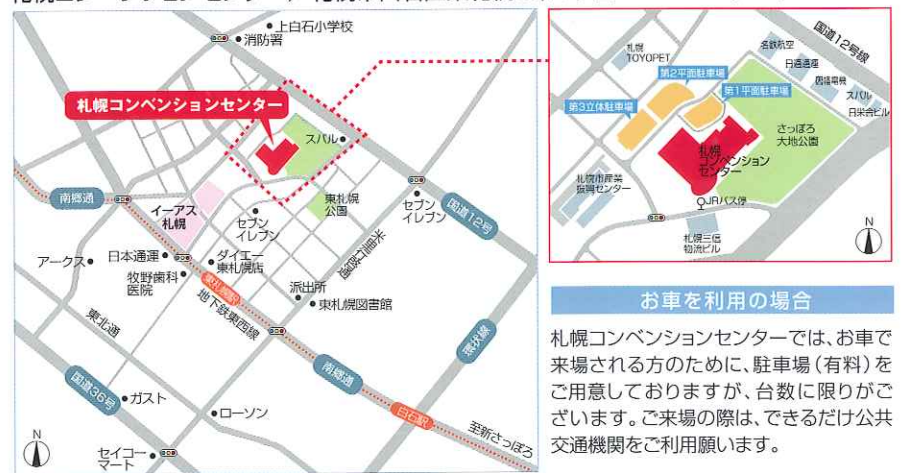 上白石小学校
消防署
札幌コンベンションセンター
スバル
南郷通
イーアス
札幌
セブン
イレブン
東札幌
公園
セブン
イレブン
国道12号
アークス
日本通運
牧野歯科
医院
ダイエー
東札幌店
東札幌駅
地下鉄東西線
派出所
東札幌図書館
東北通
国道36号
ガスト
ローソン
セイコー
マート
南郷通
白石駅
環状線
至新さっぽろ
N
国道12号線
札幌
TOYOPET
名鉄航空
日通道産
第2平面駐車場
第1平面駐車場
第3立体駐車場
スバル
日栄会ビル
さっぽろ
大地公園
札幌
コンベンション
センター
札幌市産業
振興センター
JRバス停
札幌三信
物流ビル
N
お車を利用の場合
札幌コンベンションセンターでは、お車で
来場される方のために、駐車場(有料)を
ご用意しておりますが、台数に限りがご
ざいます。ご来場の際は、できるだけ公共
交通機関をご利用願います。